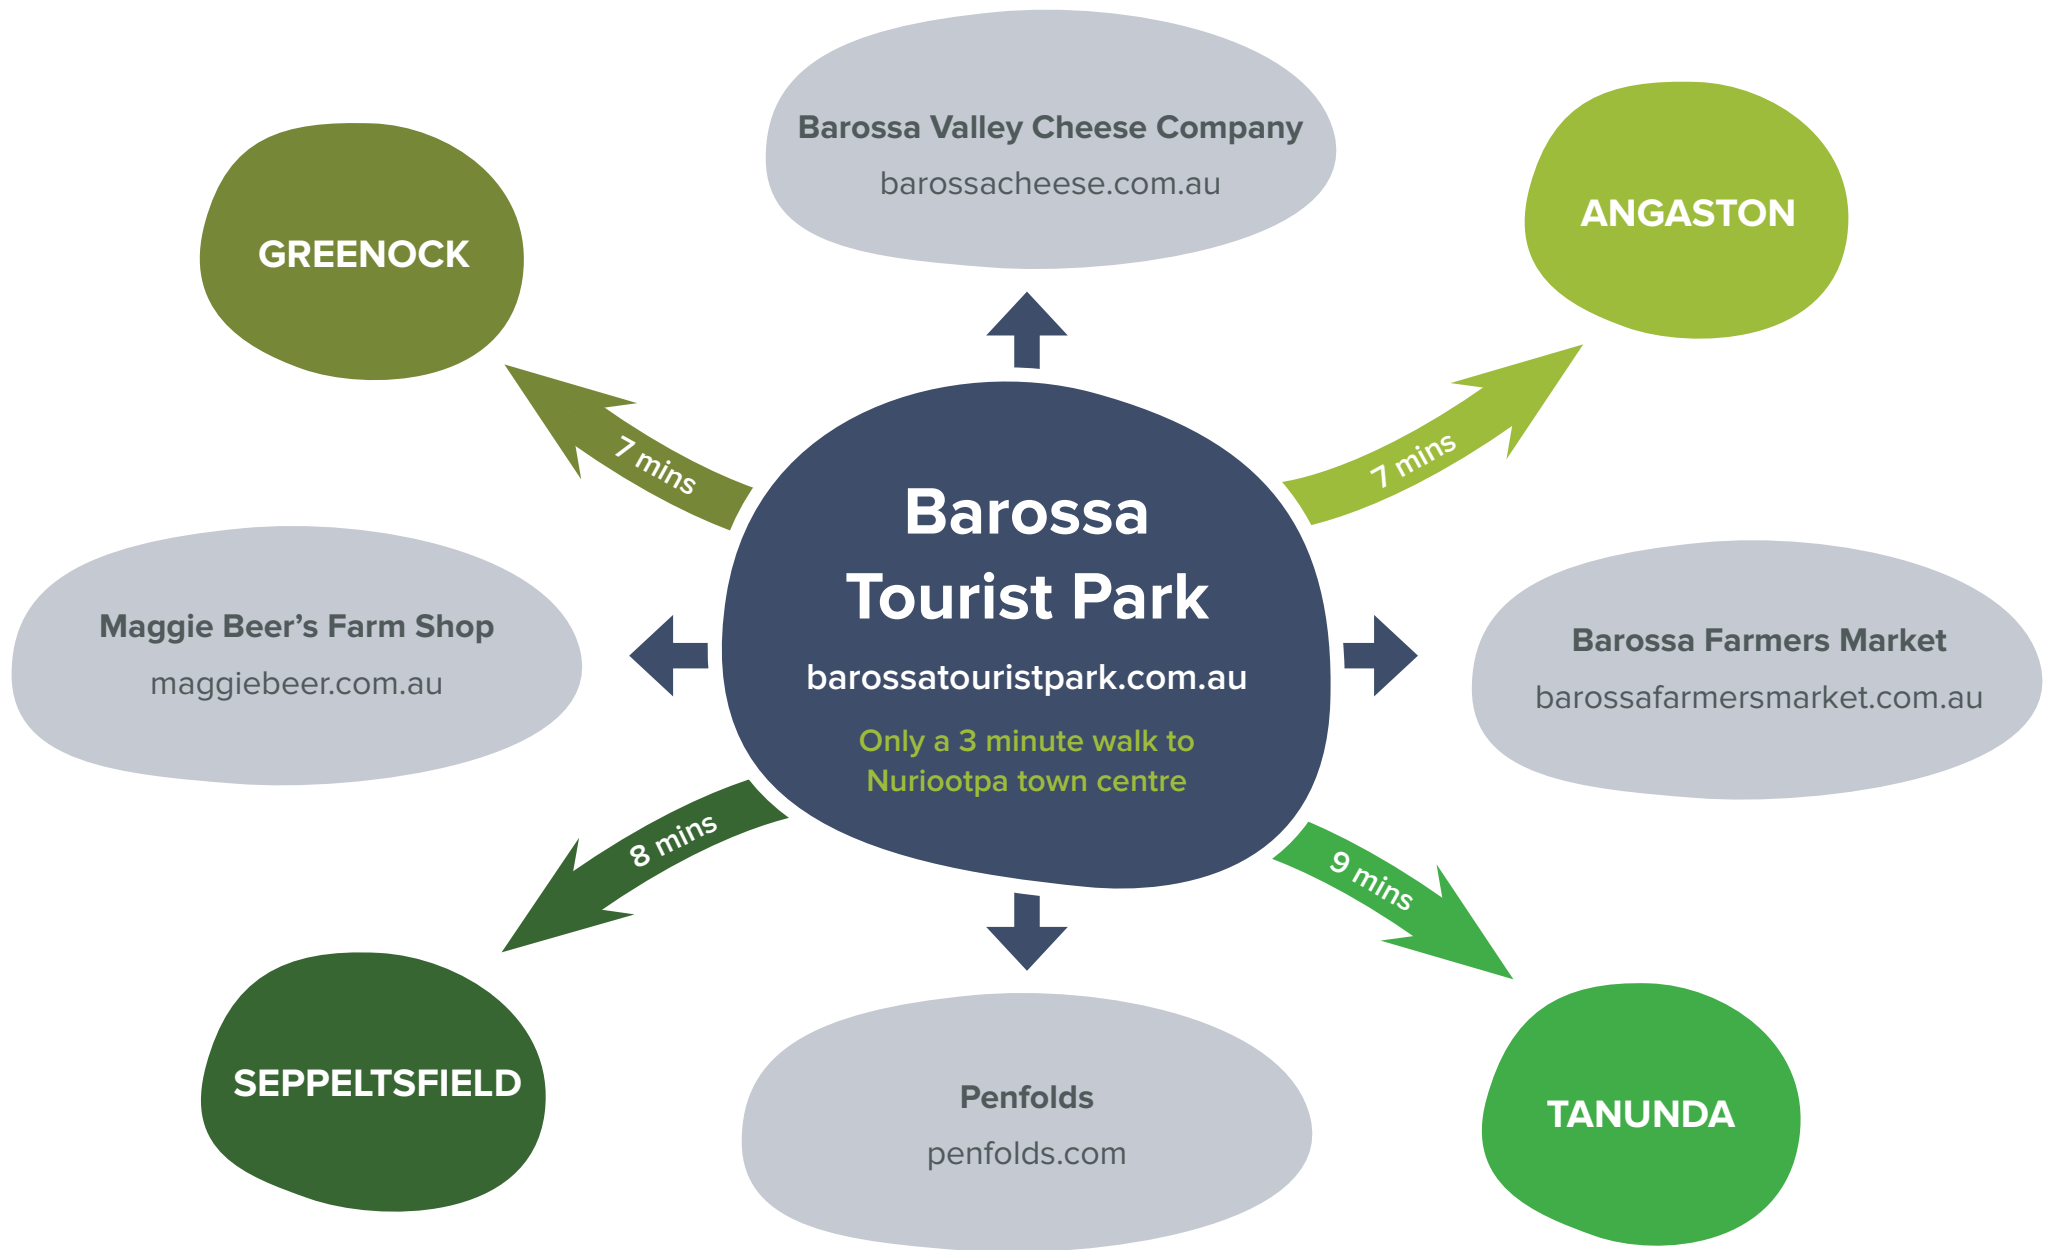 Barossa Valley Cheese Company
barossacheese.com.au
GREENOCK
ANGASTON
7 mins
7 mins
Barossa
Tourist Park
barossatouristpark.com.au
Only a 3 minute walk to
Nuriootpa town centre
Maggie Beer’s Farm Shop
maggiebeer.com.au
Barossa Farmers Market
barossafarmersmarket.com.au
8 mins
9 mins
SEPPELTSFIELD
Penfolds
penfolds.com
TANUNDA